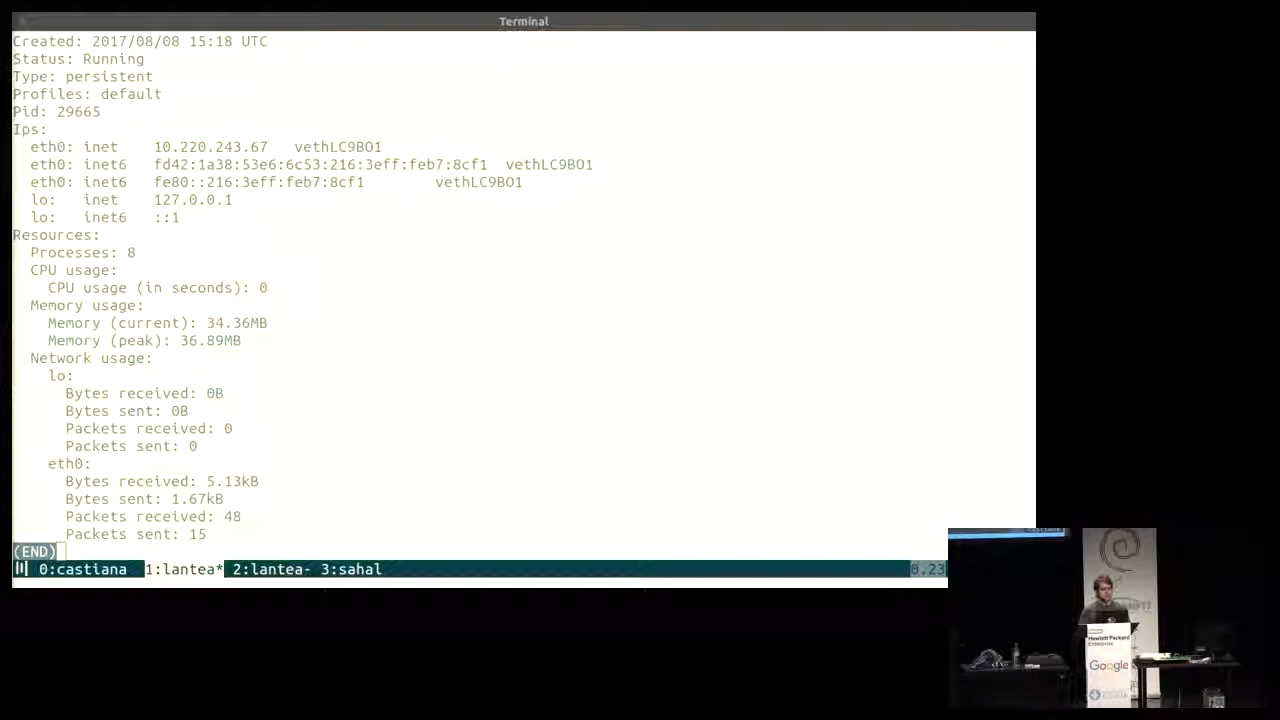 Terminal
Created: 2017/08/08 15:18 UTC
Status: Running
Type: persistent
Profiles: default
Pid: 29665
Ips:
eth0: inet 10.220.243.67 vethLC9BO1
eth0: inet6 fd42:1a38:53e6:6c53:216:3eff:feb7:8cf1 vethLC9BO1
eth0: inet6 fe80::216:3eff:feb7:8cf1 vethLC9BO1
lo: inet 127.0.0.1
lo: inet6 ::1
Resources:
Processes: 8
CPU usage:
CPU usage (in seconds): 0
Memory usage:
Memory (current): 34.36MB
Memory (peak): 36.89MB
Network usage:
lo:
Bytes received: 0B
Bytes sent: 0B
Packets received: 0
Packets sent: 0
eth0:
Bytes received: 5.13kB
Bytes sent: 1.67kB
Packets received: 48
Packets sent: 15
(END)
0:castiana 1:lantea* 2:lantea- 3:sahal 0.23
Hewlett Packard
Enterprise
Google